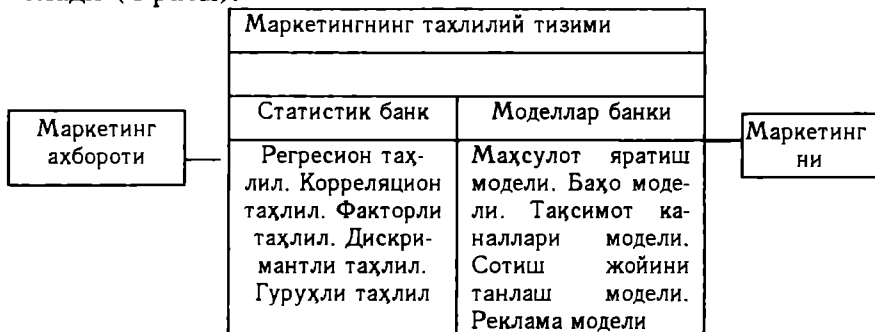 Маркетингнинг тахлилий тизими
Статистик банк
Моделлар банки
Маркетинг
ахбороти
Регресион таҳ-
лил. Корреляцион
таҳлил. Факторли
таҳлил. Дискри-
мантли таҳлил.
Гуруҳли таҳлил
Маҳсулот яратиш
модели. Баҳо моде-
ли. Тақсимот ка-
наллари модели.
Сотиш жойини
танлаш модели.
Реклама модели
Маркетинг
ни